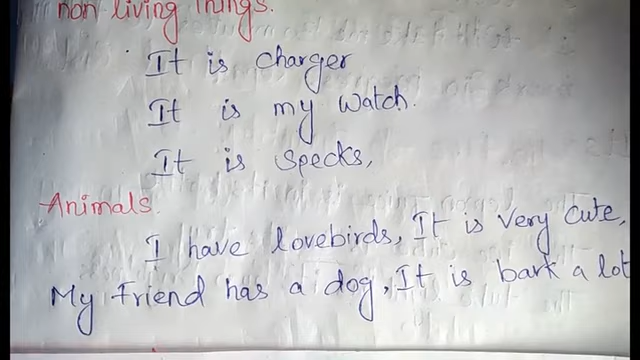 non living things.
It is charger
It is my watch.
It is specks,
Animals.
I have lovebirds, It is very cute,
My Friend has a dog, It is bark a lot